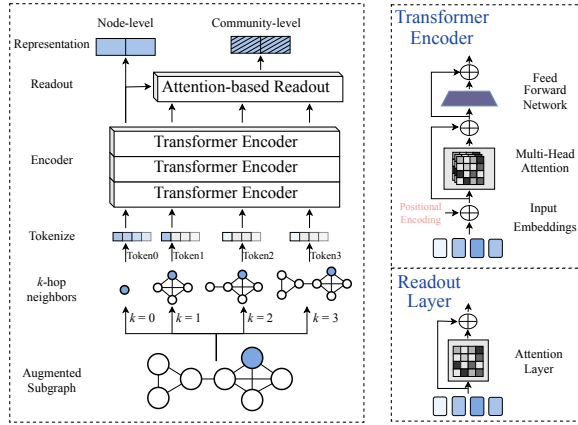 Node-level
Community-level
Representation
Readout
Attention-based Readout
Encoder
Transformer Encoder
Transformer Encoder
Transformer Encoder
Tokenize
Token0
Token1
Token2
Token3
k-hop
neighbors
k = 0
k = 1
k = 2
k = 3
Augmented
Subgraph
Transformer
Encoder
Feed
Forward
Network
Multi-Head
Attention
Positional
Encoding
Input
Embeddings
Readout
Layer
Attention
Layer